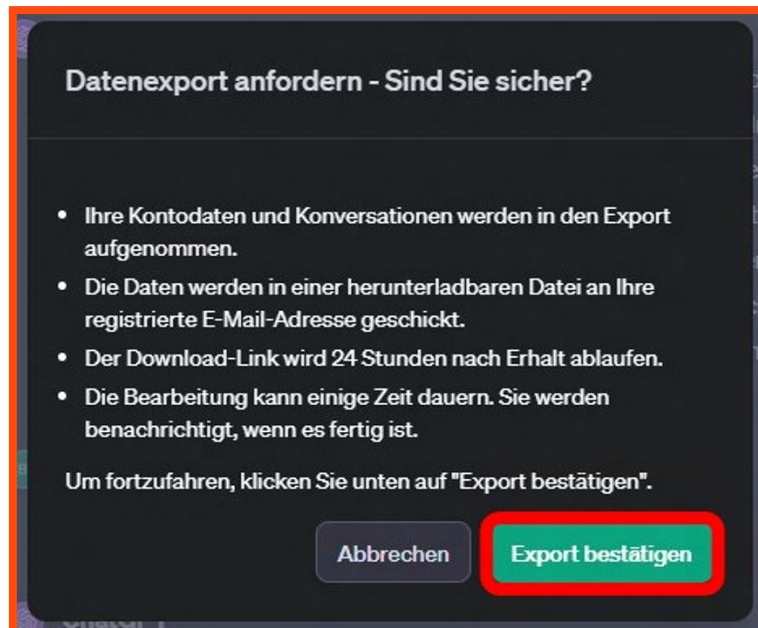 Datenexport anfordern - Sind Sie sicher?
• Ihre Kontodaten und Konversationen werden in den Export
aufgenommen.
• Die Daten werden in einer herunterladbaren Datei an Ihre
registrierte E-Mail-Adresse geschickt.
• Der Download-Link wird 24 Stunden nach Erhalt ablaufen.
• Die Bearbeitung kann einige Zeit dauern. Sie werden
benachrichtigt, wenn es fertig ist.
Um fortzufahren, klicken Sie unten auf "Export bestätigen".
Abbrechen
Export bestätigen